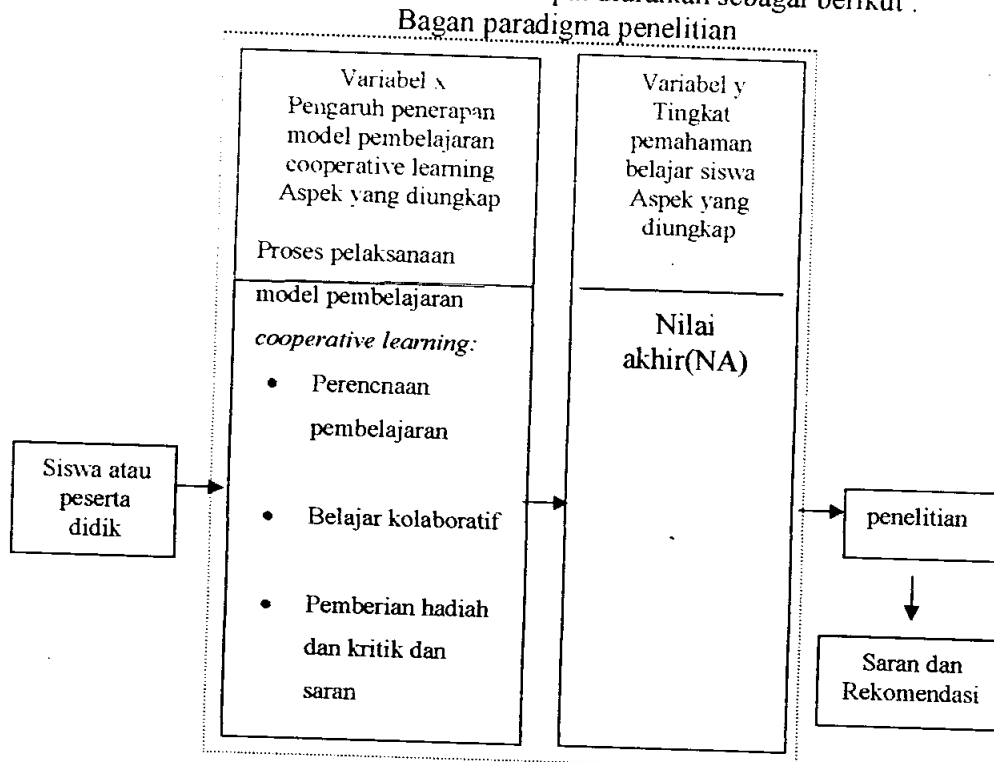 sebagai berikut :
Bagan paradigma penelitian
Variabel x
Pengaruh penerapan
model pembelajaran
cooperative learning
Aspek yang diungkap
Proses pelaksanaan
model pembelajaran
cooperative learning:
• Perencnaan
pembelajaran
• Belajar kolaboratif
• Pemberian hadiah
dan kritik dan
saran
Variabel y
Tingkat
pemahaman
belajar siswa
Aspek yang
diungkap
Nilai
akhir(NA)
Siswa atau
peserta
didik
penelitian
Saran dan
Rekomendasi